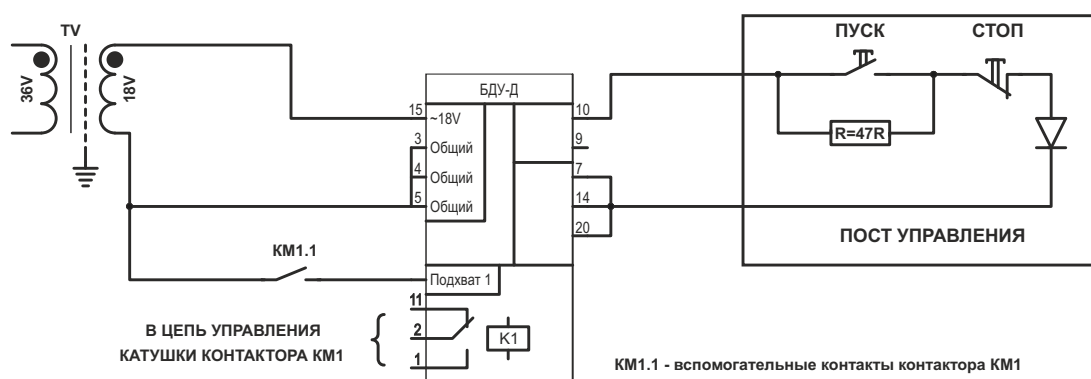 TV
36V
18V
БДУ-Д
15
~18V
3
Общий
4
Общий
5
Общий
10
9
7
14
20
КМ1.1
Подхват 1
11
2
1
К1
В ЦЕПЬ УПРАВЛЕНИЯ
КАТУШКИ КОНТАКТОРА КМ1
ПУСК
СТОП
R=47R
ПОСТ УПРАВЛЕНИЯ
КМ1.1 - вспомогательные контакты контактора КМ1